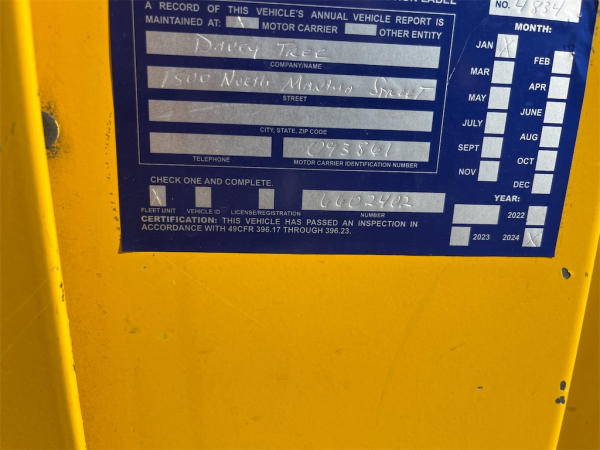 A RECORD OF THIS VEHICLE'S ANNUAL VEHICLE REPORT IS
MAINTAINED AT: X MOTOR CARRIER OTHER ENTITY
Davey Tree
COMPANY/NAME
1500 North Mantua Street
STREET
CITY, STATE, ZIP CODE
093861
TELEPHONE MOTOR CARRIER IDENTIFICATION NUMBER
CHECK ONE AND COMPLETE.
X 6602402
FLEET UNIT VEHICLE ID LICENSE/REGISTRATION NUMBER
CERTIFICATION: THIS VEHICLE HAS PASSED AN INSPECTION IN
ACCORDANCE WITH 49CFR 396.17 THROUGH 396.23.
LABEL
NO. 4834
MONTH:
JAN X FEB
MAR APR
MAY JUNE
JULY AUG
SEPT OCT
NOV DEC
YEAR:
2022
2023 2024 X